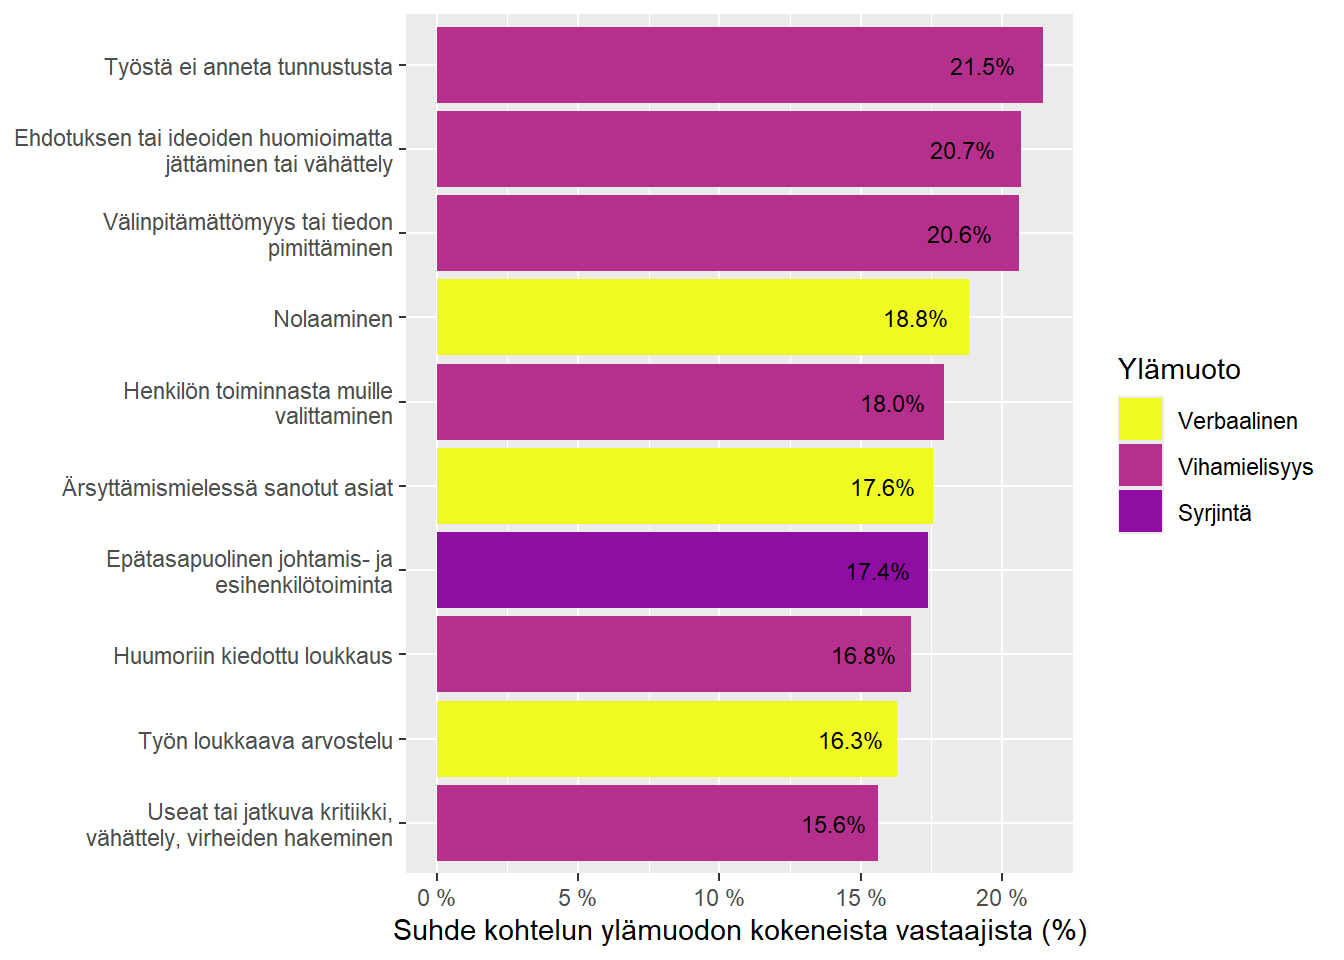 Työstä ei anneta tunnustusta
21.5%
Ehdotuksen tai ideoiden huomioimatta
jättäminen tai vähättely
20.7%
Välinpitämättömyys tai tiedon
pimittäminen
20.6%
Nolaaminen
18.8%
Henkilön toiminnasta muille
valittaminen
18.0%
Ärsyttämismielessä sanotut asiat
17.6%
Epätasapuolinen johtamis- ja
esihenkilötoiminta
17.4%
Huumoriin kiedottu loukkaus
16.8%
Työn loukkaava arvostelu
16.3%
Useat tai jatkuva kritiikki,
vähättely, virheiden hakeminen
15.6%
0 % 5 % 10 % 15 % 20 %
Suhde kohtelun ylämuodon kokeneista vastaajista (%)
Ylämuoto
Verbaalinen
Vihamielisyys
Syrjintä